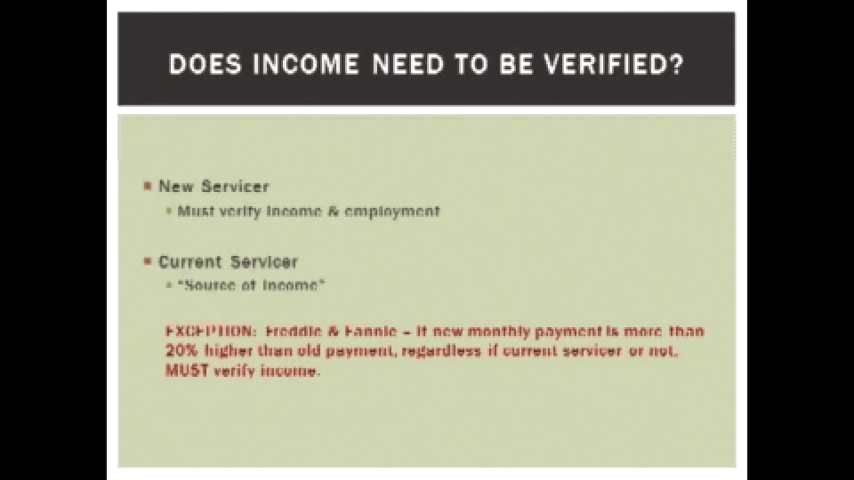 DOES INCOME NEED TO BE VERIFIED?
New Servicer
Must verify income & employment
Current Servicer
"Source of Income"
EXCEPTION: Freddie & Fannie – If new monthly payment is more than
20% higher than old payment, regardless if current servicer or not,
MUST verify income.